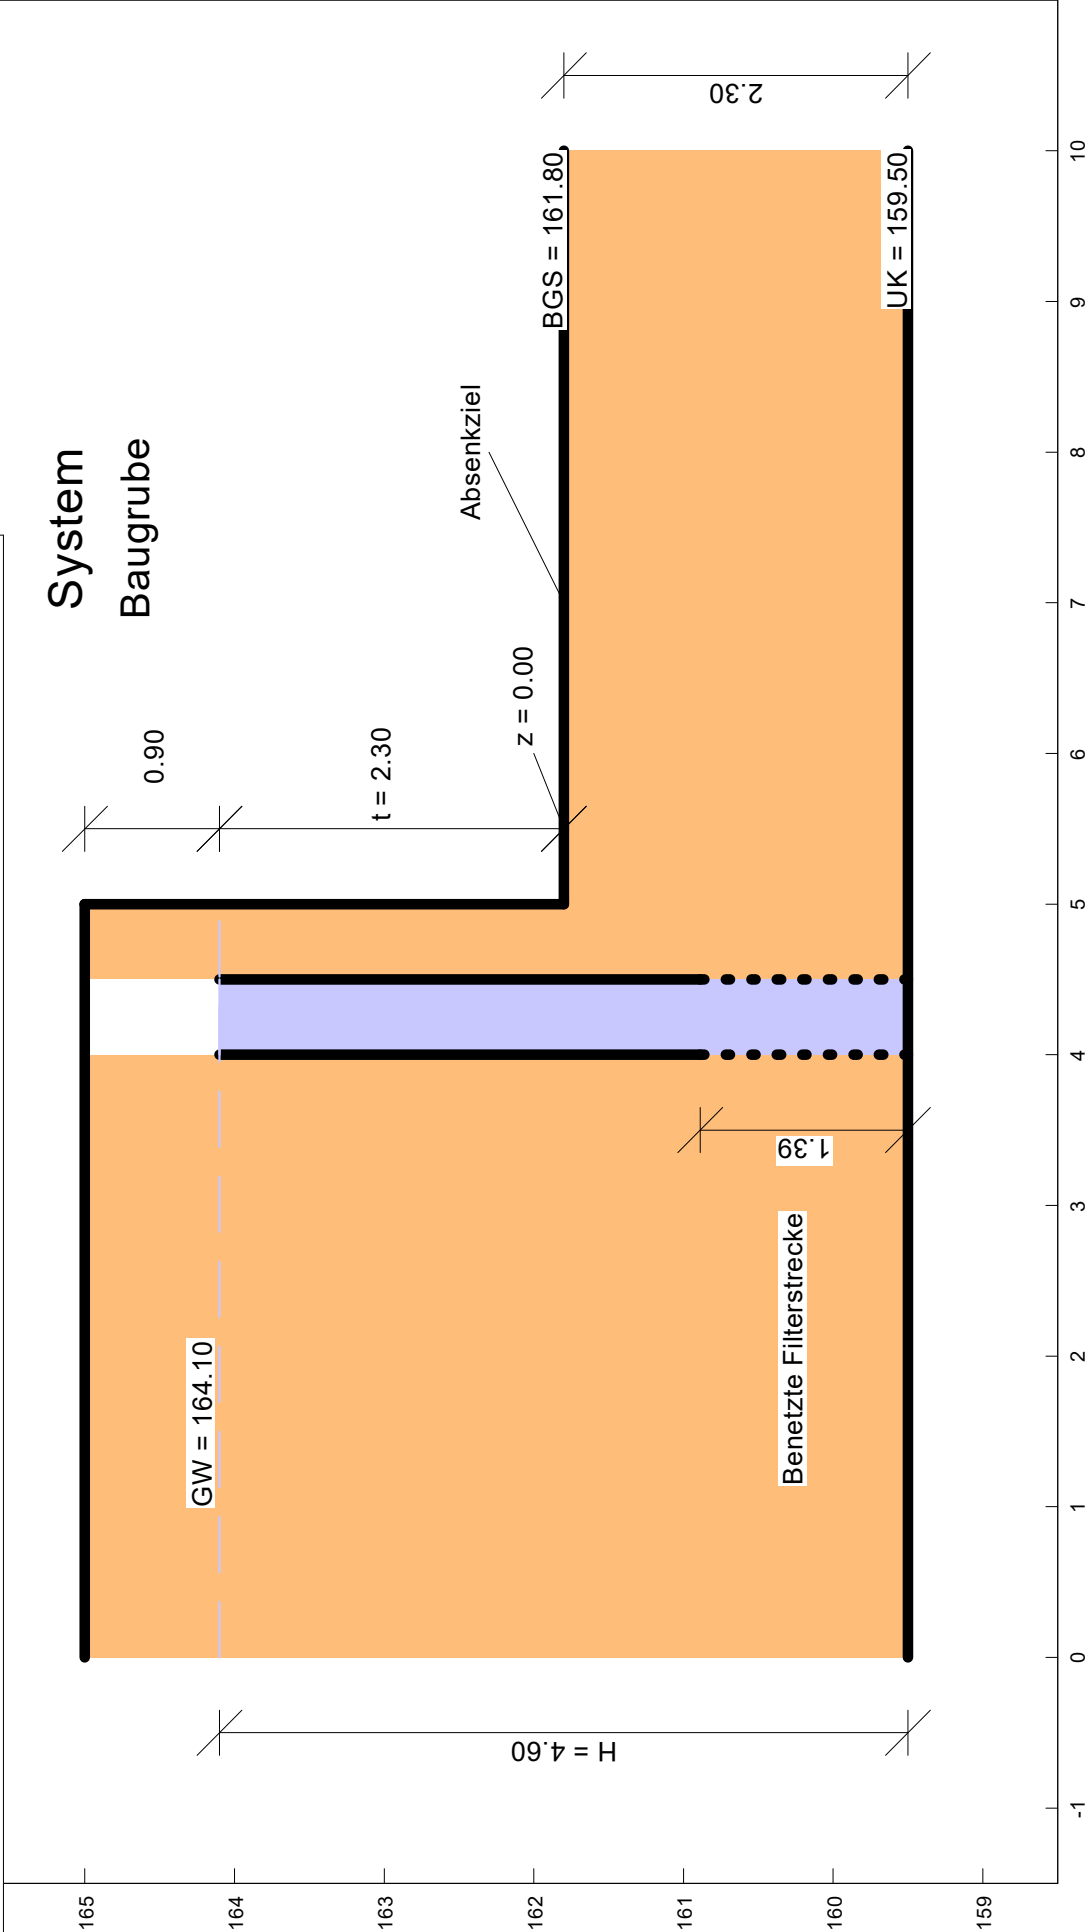 System
Baugrube
0.90
t = 2.30
z = 0.00
Absenkziel
BGS = 161.80
2.30
UK = 159.50
GW = 164.10
1.39
Benetzte Filterstrecke
H = 4.60
165
164
163
162
161
160
159
-1
0
1
2
3
4
5
6
7
8
9
10